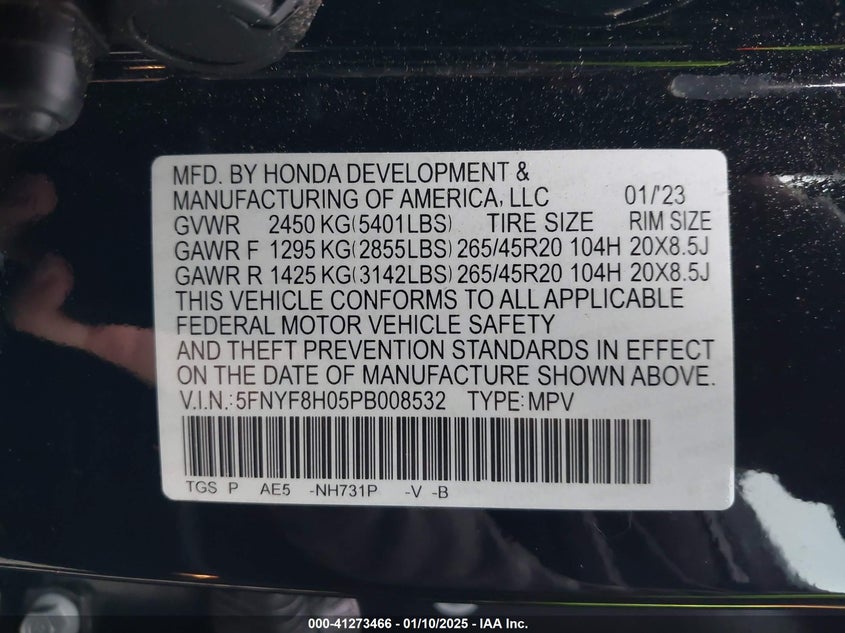 MFD. BY HONDA DEVELOPMENT &
MANUFACTURING OF AMERICA, LLC 01/'23
GVWR 2450 KG(5401LBS) TIRE SIZE RIM SIZE
GAWR F 1295 KG(2855LBS) 265/45R20 104H 20X8.5J
GAWR R 1425 KG(3142LBS) 265/45R20 104H 20X8.5J
THIS VEHICLE CONFORMS TO ALL APPLICABLE
FEDERAL MOTOR VEHICLE SAFETY
AND THEFT PREVENTION STANDARDS IN EFFECT
ON THE DATE OF MANUFACTURE SHOWN ABOVE.
V.I.N.:5FNYF8H05PB008532 TYPE:MPV
TGS P AE5 -NH731P -V -B
000-41273466 - 01/10/2025 - IAA Inc.